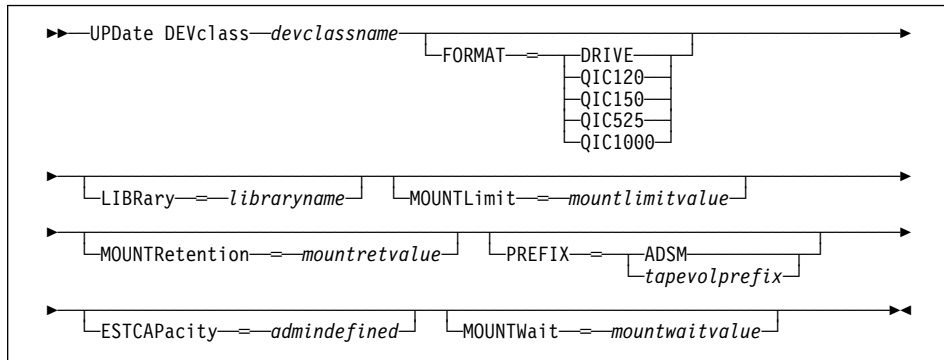 UPDate DEVclass devclassname
FORMAT = DRIVE
QIC120
QIC150
QIC525
QIC1000
LIBRary = libraryname MOUNTLimit = mountlimitvalue
MOUNTRetention = mountretvalue PREFIX = ADSM
tapevolprefix
ESTCAPacity = admindefined MOUNTWait = mountwaitvalue